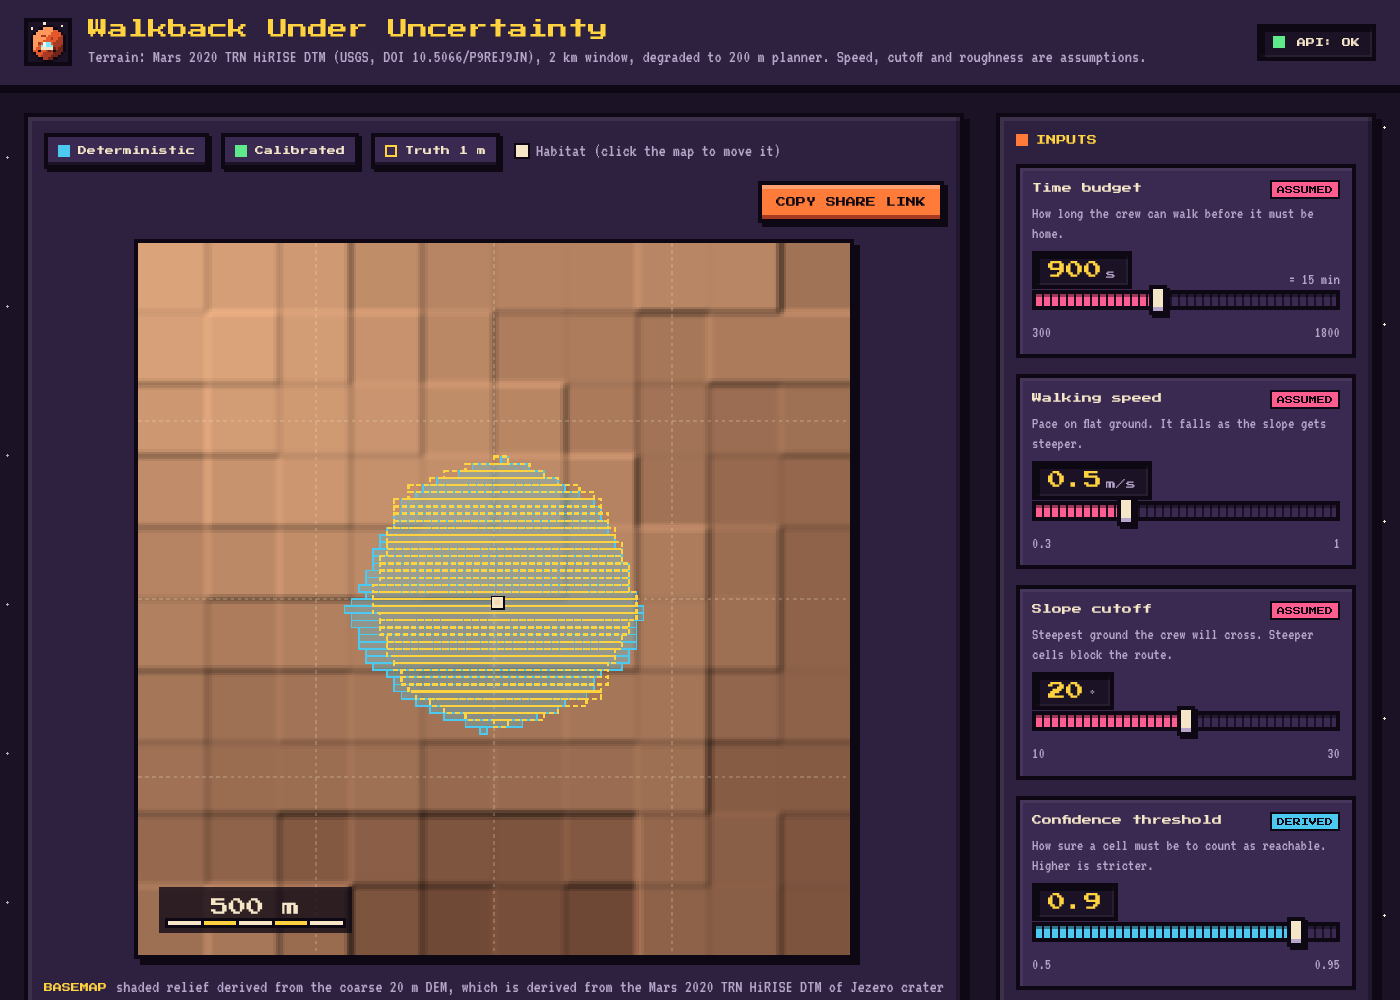 Walkback Under Uncertainty
Terrain: Mars 2020 TRN HiRISE DTM (USGS, DOI 10.5066/P9REJ9JN), 2 km window, degraded to 200 m planner. Speed, cutoff and roughness are assumptions.
API: OK
Deterministic
Calibrated
Truth 1 m
Habitat (click the map to move it)
COPY SHARE LINK
500 m
BASEMAP shaded relief derived from the coarse 20 m DEM, which is derived from the Mars 2020 TRN HiRISE DTM of Jezero crater
INPUTS
Time budget
ASSUMED
How long the crew can walk before it must be
home.
900 s
= 15 min
300
1800
Walking speed
ASSUMED
Pace on flat ground. It falls as the slope gets
steeper.
0.5 m/s
0.3
1
Slope cutoff
ASSUMED
Steepest ground the crew will cross. Steeper
cells block the route.
20 °
10
30
Confidence threshold
DERIVED
How sure a cell must be to count as reachable.
Higher is stricter.
0.9
0.5
0.95